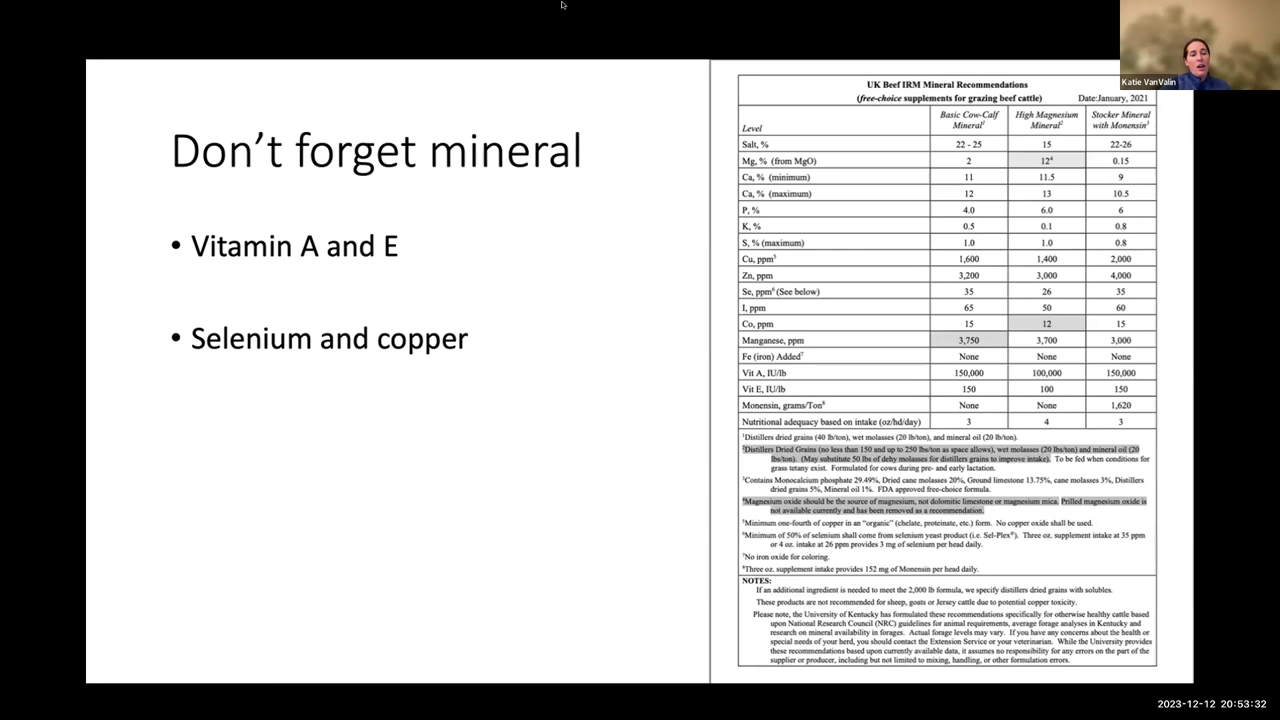 Don't forget mineral
• Vitamin A and E
• Selenium and copper
UK Beef IRM Mineral Recommendations
(free-choice supplements for grazing beef cattle) Date:January, 2021
Level Basic Cow-Calf Mineral¹ High Magnesium Mineral² Stocker Mineral with Monensin³
Salt, % 22 - 25 15 22-26
Mg, % (from MgO) 2 12⁴ 0.15
Ca, % (minimum) 11 11.5 9
Ca, % (maximum) 12 13 10.5
P, % 4.0 6.0 6
K, % 0.5 0.1 0.8
S, % (maximum) 1.0 1.0 0.8
Cu, ppm⁵ 1,600 1,400 2,000
Zn, ppm 3,200 3,000 4,000
Se, ppm⁶ (See below) 35 26 35
I, ppm 65 50 60
Co, ppm 15 12 15
Manganese, ppm 3,750 3,700 3,000
Fe (iron) Added⁷ None None None
Vit A, IU/lb 150,000 100,000 150,000
Vit E, IU/lb 150 100 150
Monensin, grams/Ton⁸ None None 1,620
Nutritional adequacy based on intake (oz/hd/day) 3 4 3
¹Distillers dried grains (40 lb/ton), wet molasses (20 lb/ton), and mineral oil (20 lb/ton).
²Distillers Dried Grains (no less than 150 and up to 250 lbs/ton as space allows), wet molasses (20 lbs/ton) and mineral oil (20
lbs/ton). (May substitute 50 lbs of dehy molasses for distillers grains to improve intake). To be fed when conditions for
grass tetany exist. Formulated for cows during pre- and early lactation.
³Contains Monocalcium phosphate 29.49%, Dried cane molasses 20%, Ground limestone 13.75%, cane molasses 3%, Distillers
dried grains 5%, Mineral oil 1%. FDA approved free-choice formula.
⁴Magnesium oxide should be the source of magnesium, not dolomitic limestone or magnesium mica. Prilled magnesium oxide is
not available currently and has been removed as a recommendation.
⁵Minimum one-fourth of copper in an “organic” (chelate, proteinate, etc.) form. No copper oxide shall be used.
⁶Minimum of 50% of selenium shall come from selenium yeast product (i.e. Sel-Plex®). Three oz. supplement intake at 35 ppm
or 4 oz. intake at 26 ppm provides 3 mg of selenium per head daily.
⁷No iron oxide for coloring.
⁸Three oz. supplement intake provides 152 mg of Monensin per head daily.
NOTES:
If an additional ingredient is needed to meet the 2,000 lb formula, we specify distillers dried grains with solubles.
These products are not recommended for sheep, goats or Jersey cattle due to potential copper toxicity.
Please note, the University of Kentucky has formulated these recommendations specifically for otherwise healthy cattle based
upon National Research Council (NRC) guidelines for animal requirements, average forage analyses in Kentucky and
research on mineral availability in forages. Actual forage levels may vary. If you have any concerns about the health or
special needs of your herd, you should contact the Extension Service or your veterinarian. While the University provides
these recommendations based upon currently available data, it assumes no responsibility for any errors on the part of the
supplier or producer, including but not limited to mixing, handling, or other formulation errors.
Katie VanValin
2023-12-12 20:53:32